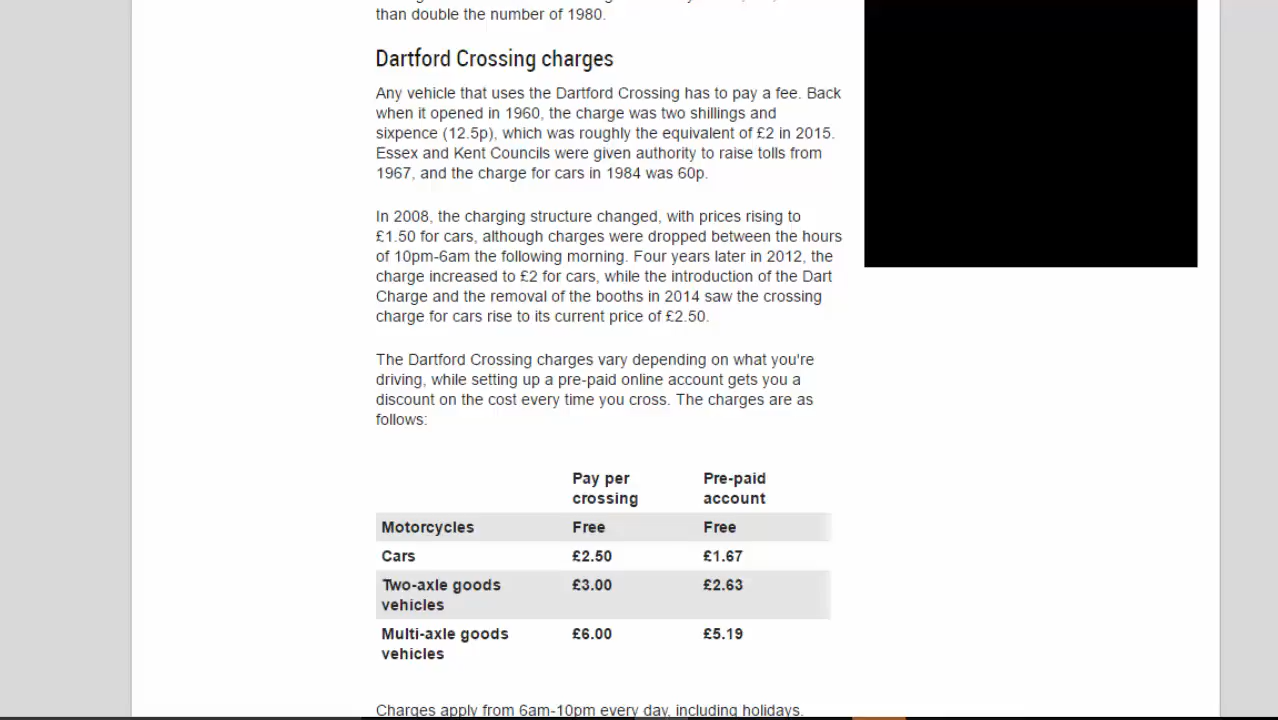 than double the number of 1980.
Dartford Crossing charges
Any vehicle that uses the Dartford Crossing has to pay a fee. Back
when it opened in 1960, the charge was two shillings and
sixpence (12.5p), which was roughly the equivalent of £2 in 2015.
Essex and Kent Councils were given authority to raise tolls from
1967, and the charge for cars in 1984 was 60p.
In 2008, the charging structure changed, with prices rising to
£1.50 for cars, although charges were dropped between the hours
of 10pm-6am the following morning. Four years later in 2012, the
charge increased to £2 for cars, while the introduction of the Dart
Charge and the removal of the booths in 2014 saw the crossing
charge for cars rise to its current price of £2.50.
The Dartford Crossing charges vary depending on what you're
driving, while setting up a pre-paid online account gets you a
discount on the cost every time you cross. The charges are as
follows:
Pay per Pre-paid
crossing account
Motorcycles Free Free
Cars £2.50 £1.67
Two-axle goods £3.00 £2.63
vehicles
Multi-axle goods £6.00 £5.19
vehicles
Charges apply from 6am-10pm every day, including holidays.